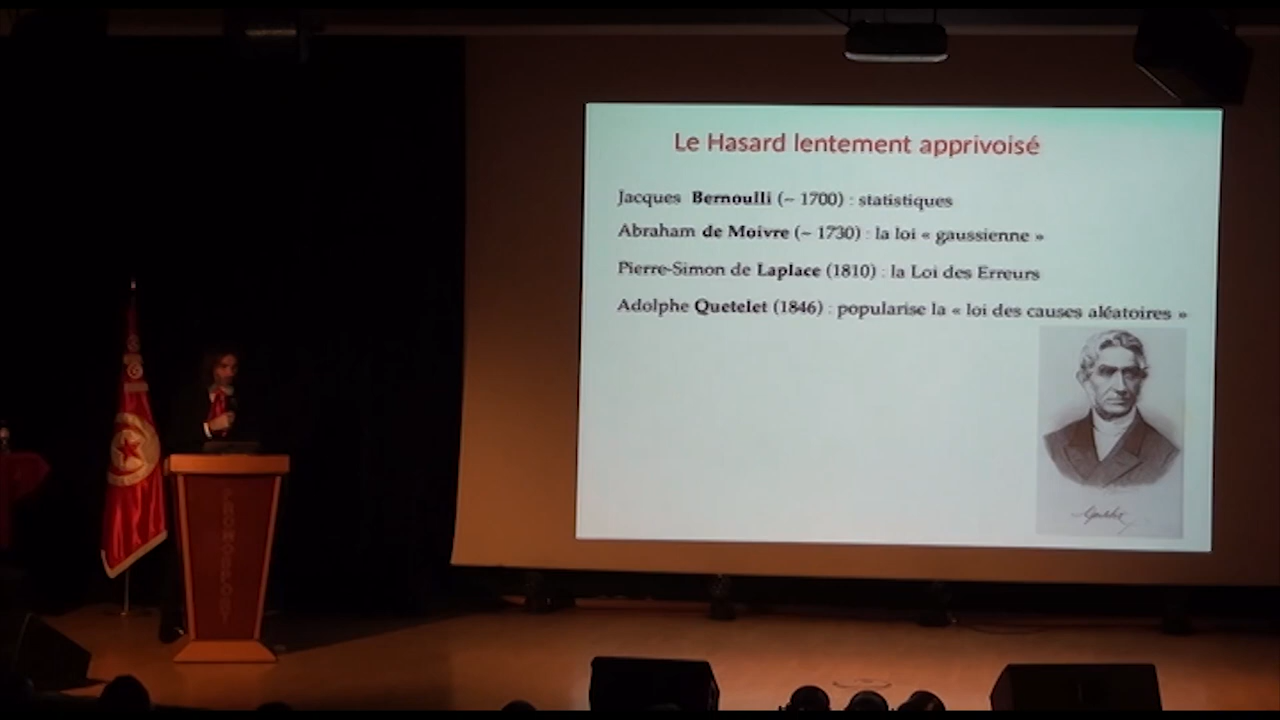 Le Hasard lentement apprivoisé
Jacques Bernoulli (~ 1700) : statistiques
Abraham de Moivre (~ 1730) : la loi « gaussienne »
Pierre-Simon de Laplace (1810) : la Loi des Erreurs
Adolphe Quetelet (1846) : popularise la « loi des causes aléatoires »
Quetelet